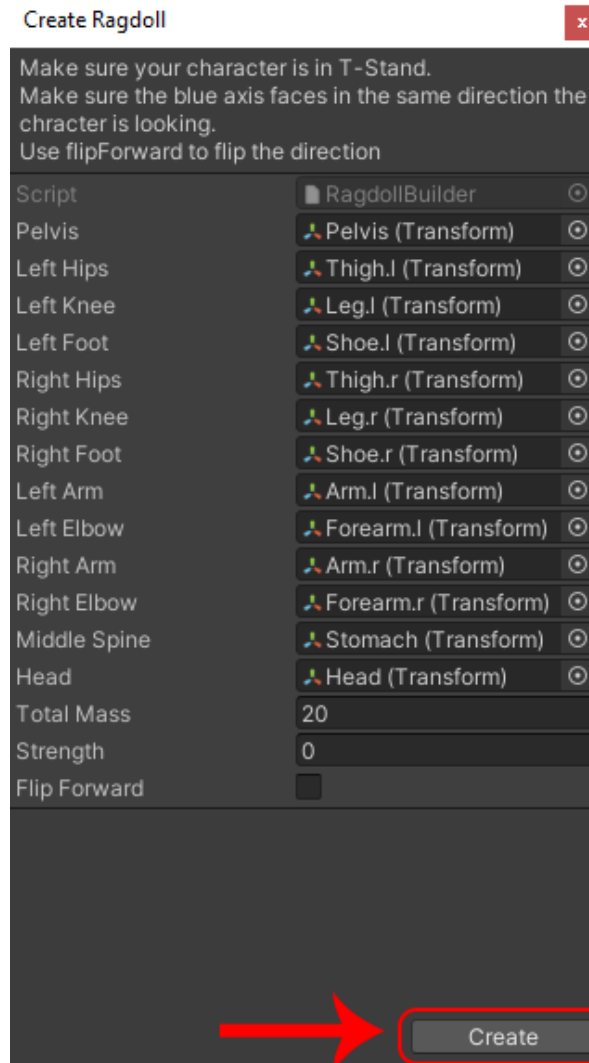 Create Ragdoll
x
Make sure your character is in T-Stand.
Make sure the blue axis faces in the same direction the
chracter is looking.
Use flipForward to flip the direction
Script RagdollBuilder
Pelvis Pelvis (Transform)
Left Hips Thigh.l (Transform)
Left Knee Leg.l (Transform)
Left Foot Shoe.l (Transform)
Right Hips Thigh.r (Transform)
Right Knee Leg.r (Transform)
Right Foot Shoe.r (Transform)
Left Arm Arm.l (Transform)
Left Elbow Forearm.l (Transform)
Right Arm Arm.r (Transform)
Right Elbow Forearm.r (Transform)
Middle Spine Stomach (Transform)
Head Head (Transform)
Total Mass 20
Strength 0
Flip Forward
Create